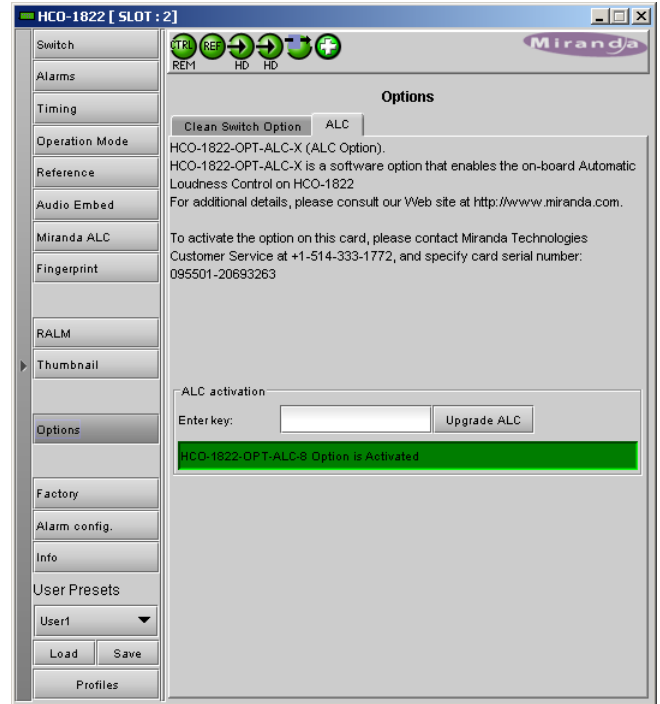 HCO-1822 [ SLOT : 2]
Switch
Alarms
Timing
Operation Mode
Reference
Audio Embed
Miranda ALC
Fingerprint
RALM
Thumbnail
Options
Factory
Alarm config.
Info
User Presets
User1
Load Save
Profiles
CTRL REF
REM HD HD
Miranda
Options
Clean Switch Option ALC
HCO-1822-OPT-ALC-X (ALC Option).
HCO-1822-OPT-ALC-X is a software option that enables the on-board Automatic
Loudness Control on HCO-1822
For additional details, please consult our Web site at http://www.miranda.com.
To activate the option on this card, please contact Miranda Technologies
Customer Service at +1-514-333-1772, and specify card serial number:
095501-20693263
ALC activation
Enter key: Upgrade ALC
HCO-1822-OPT-ALC-8 Option is Activated